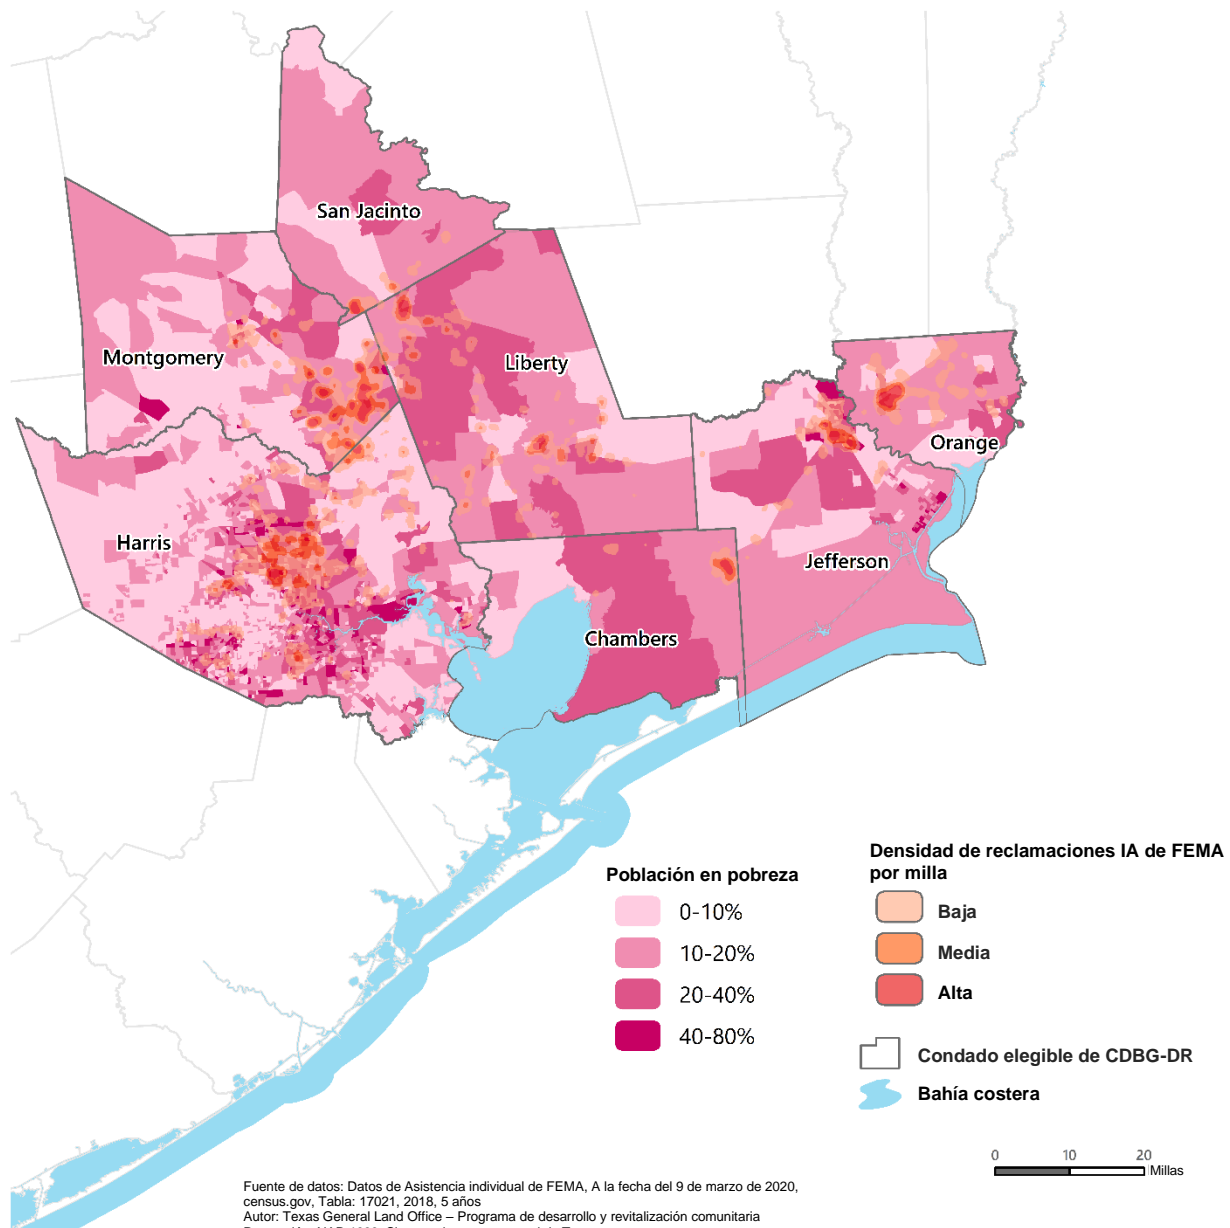 San Jacinto
Montgomery
Liberty
Orange
Harris
Jefferson
Chambers
Población en pobreza
0-10%
10-20%
20-40%
40-80%
Densidad de reclamaciones IA de FEMA
por milla
Baja
Media
Alta
Condado elegible de CDBG-DR
Bahía costera
0 10 20
Millas
Fuente de datos: Datos de Asistencia individual de FEMA, A la fecha del 9 de marzo de 2020,
census.gov, Tabla: 17021, 2018, 5 años
Autor: Texas General Land Office – Programa de desarrollo y revitalización comunitaria